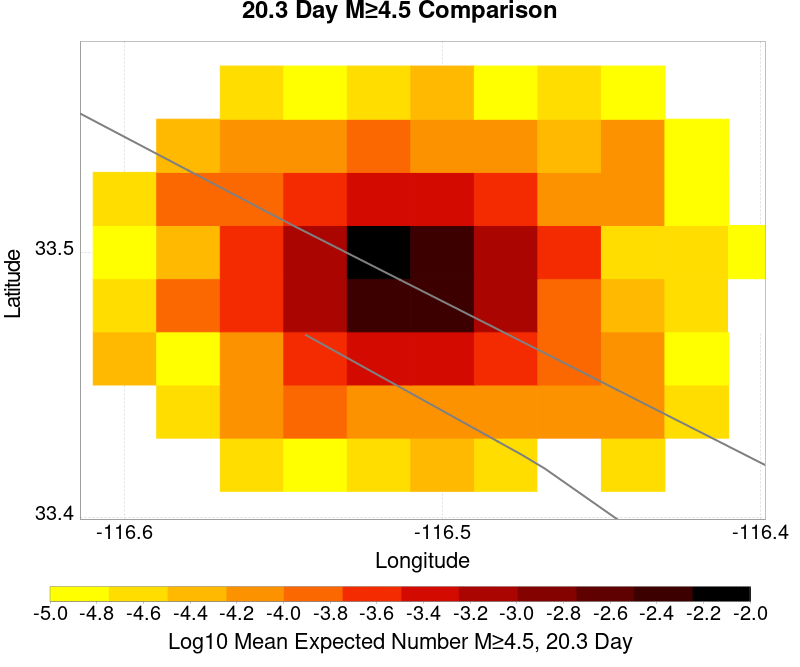 20.3 Day M≥4.5 Comparison
Latitude
33.5
33.4
-116.6 -116.5 -116.4
Longitude
-5.0 -4.8 -4.6 -4.4 -4.2 -4.0 -3.8 -3.6 -3.4 -3.2 -3.0 -2.8 -2.6 -2.4 -2.2 -2.0
Log10 Mean Expected Number M≥4.5, 20.3 Day